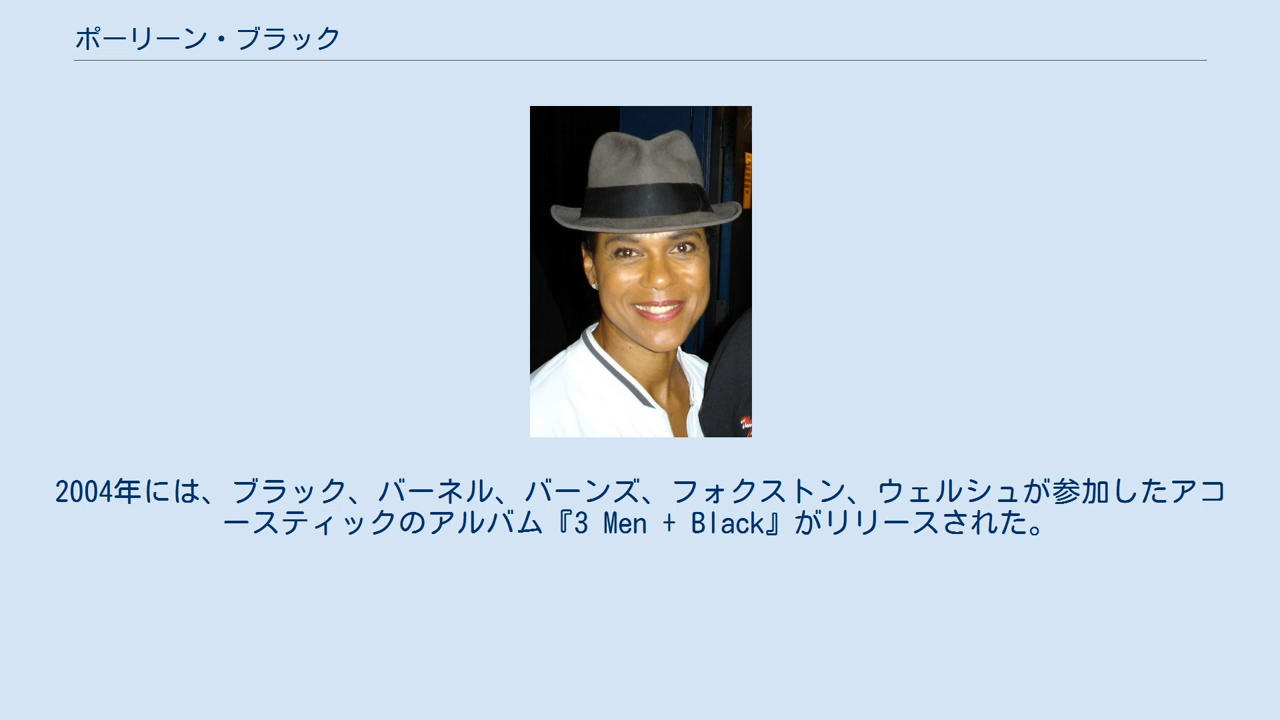 ポーリーン・ブラック
2004年には、ブラック、バーネル、バーンズ、フォクストン、ウェルシュが参加したアコ
ースティックのアルバム『3 Men + Black』がリリースされた。